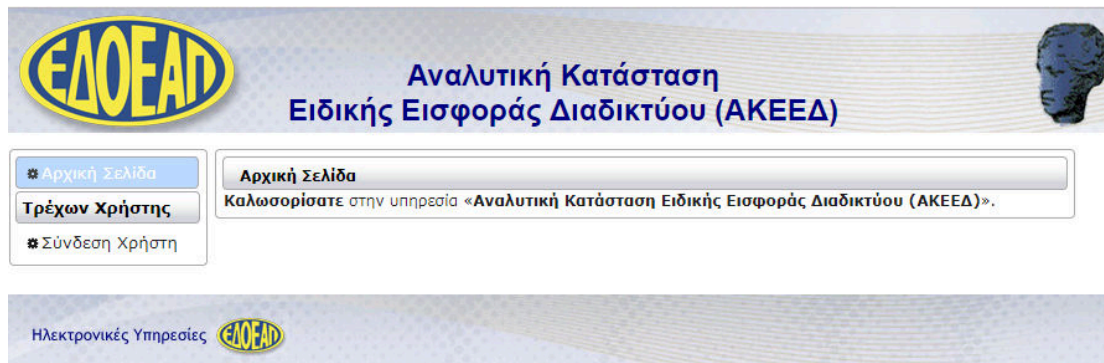 ΕΔΟΕΑΠ
Αναλυτική Κατάσταση
Ειδικής Εισφοράς Διαδικτύου (ΑΚΕΕΔ)
Αρχική Σελίδα
Τρέχων Χρήστης
Σύνδεση Χρήστη
Αρχική Σελίδα
Καλωσορίσατε στην υπηρεσία «Αναλυτική Κατάσταση Ειδικής Εισφοράς Διαδικτύου (ΑΚΕΕΔ)».
Ηλεκτρονικές Υπηρεσίες ΕΔΟΕΑΠ